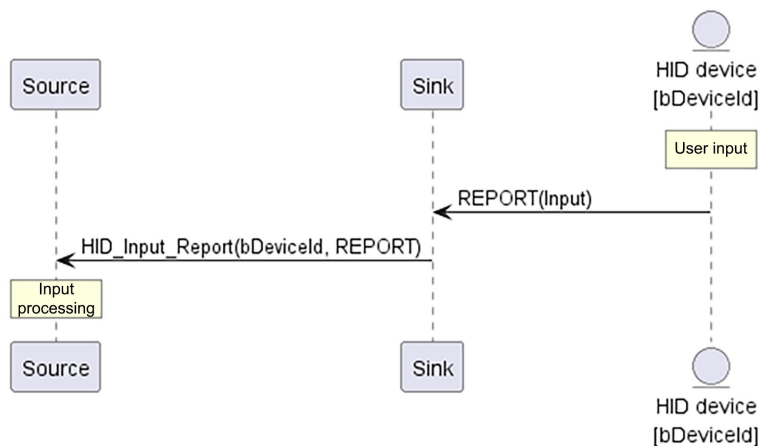 HID device
[bDeviceId]
Source
Sink
User input
REPORT(Input)
HID_Input_Report(bDeviceId, REPORT)
Input
processing
Source
Sink
HID device
[bDeviceId]